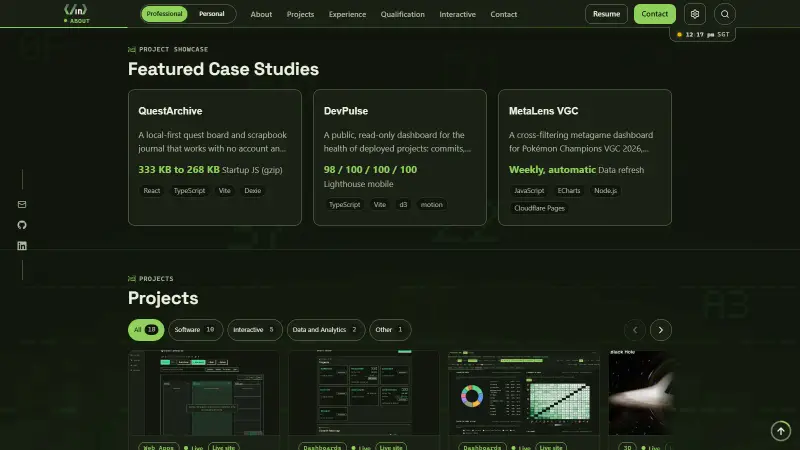 </in>
ABOUT
Professional
Personal
About
Projects
Experience
Qualification
Interactive
Contact
Resume
Contact
12:17 pm SGT
PROJECT SHOWCASE
Featured Case Studies
QuestArchive
A local-first quest board and scrapbook
journal that works with no account an...
333 KB to 268 KB Startup JS (gzip)
React
TypeScript
Vite
Dexie
DevPulse
A public, read-only dashboard for the
health of deployed projects: commits,...
98 / 100 / 100 / 100
Lighthouse mobile
TypeScript
Vite
d3
motion
MetaLens VGC
A cross-filtering metagame dashboard
for Pokémon Champions VGC 2026,...
Weekly, automatic Data refresh
JavaScript
ECharts
Node.js
Cloudflare Pages
PROJECTS
Projects
All 18
Software 10
Interactive 5
Data and Analytics 2
Other 1
Black Hole
Web Apps
Live
Live site
Dashboards
Live
Live site
Dashboards
Live
Live site
3D
Live